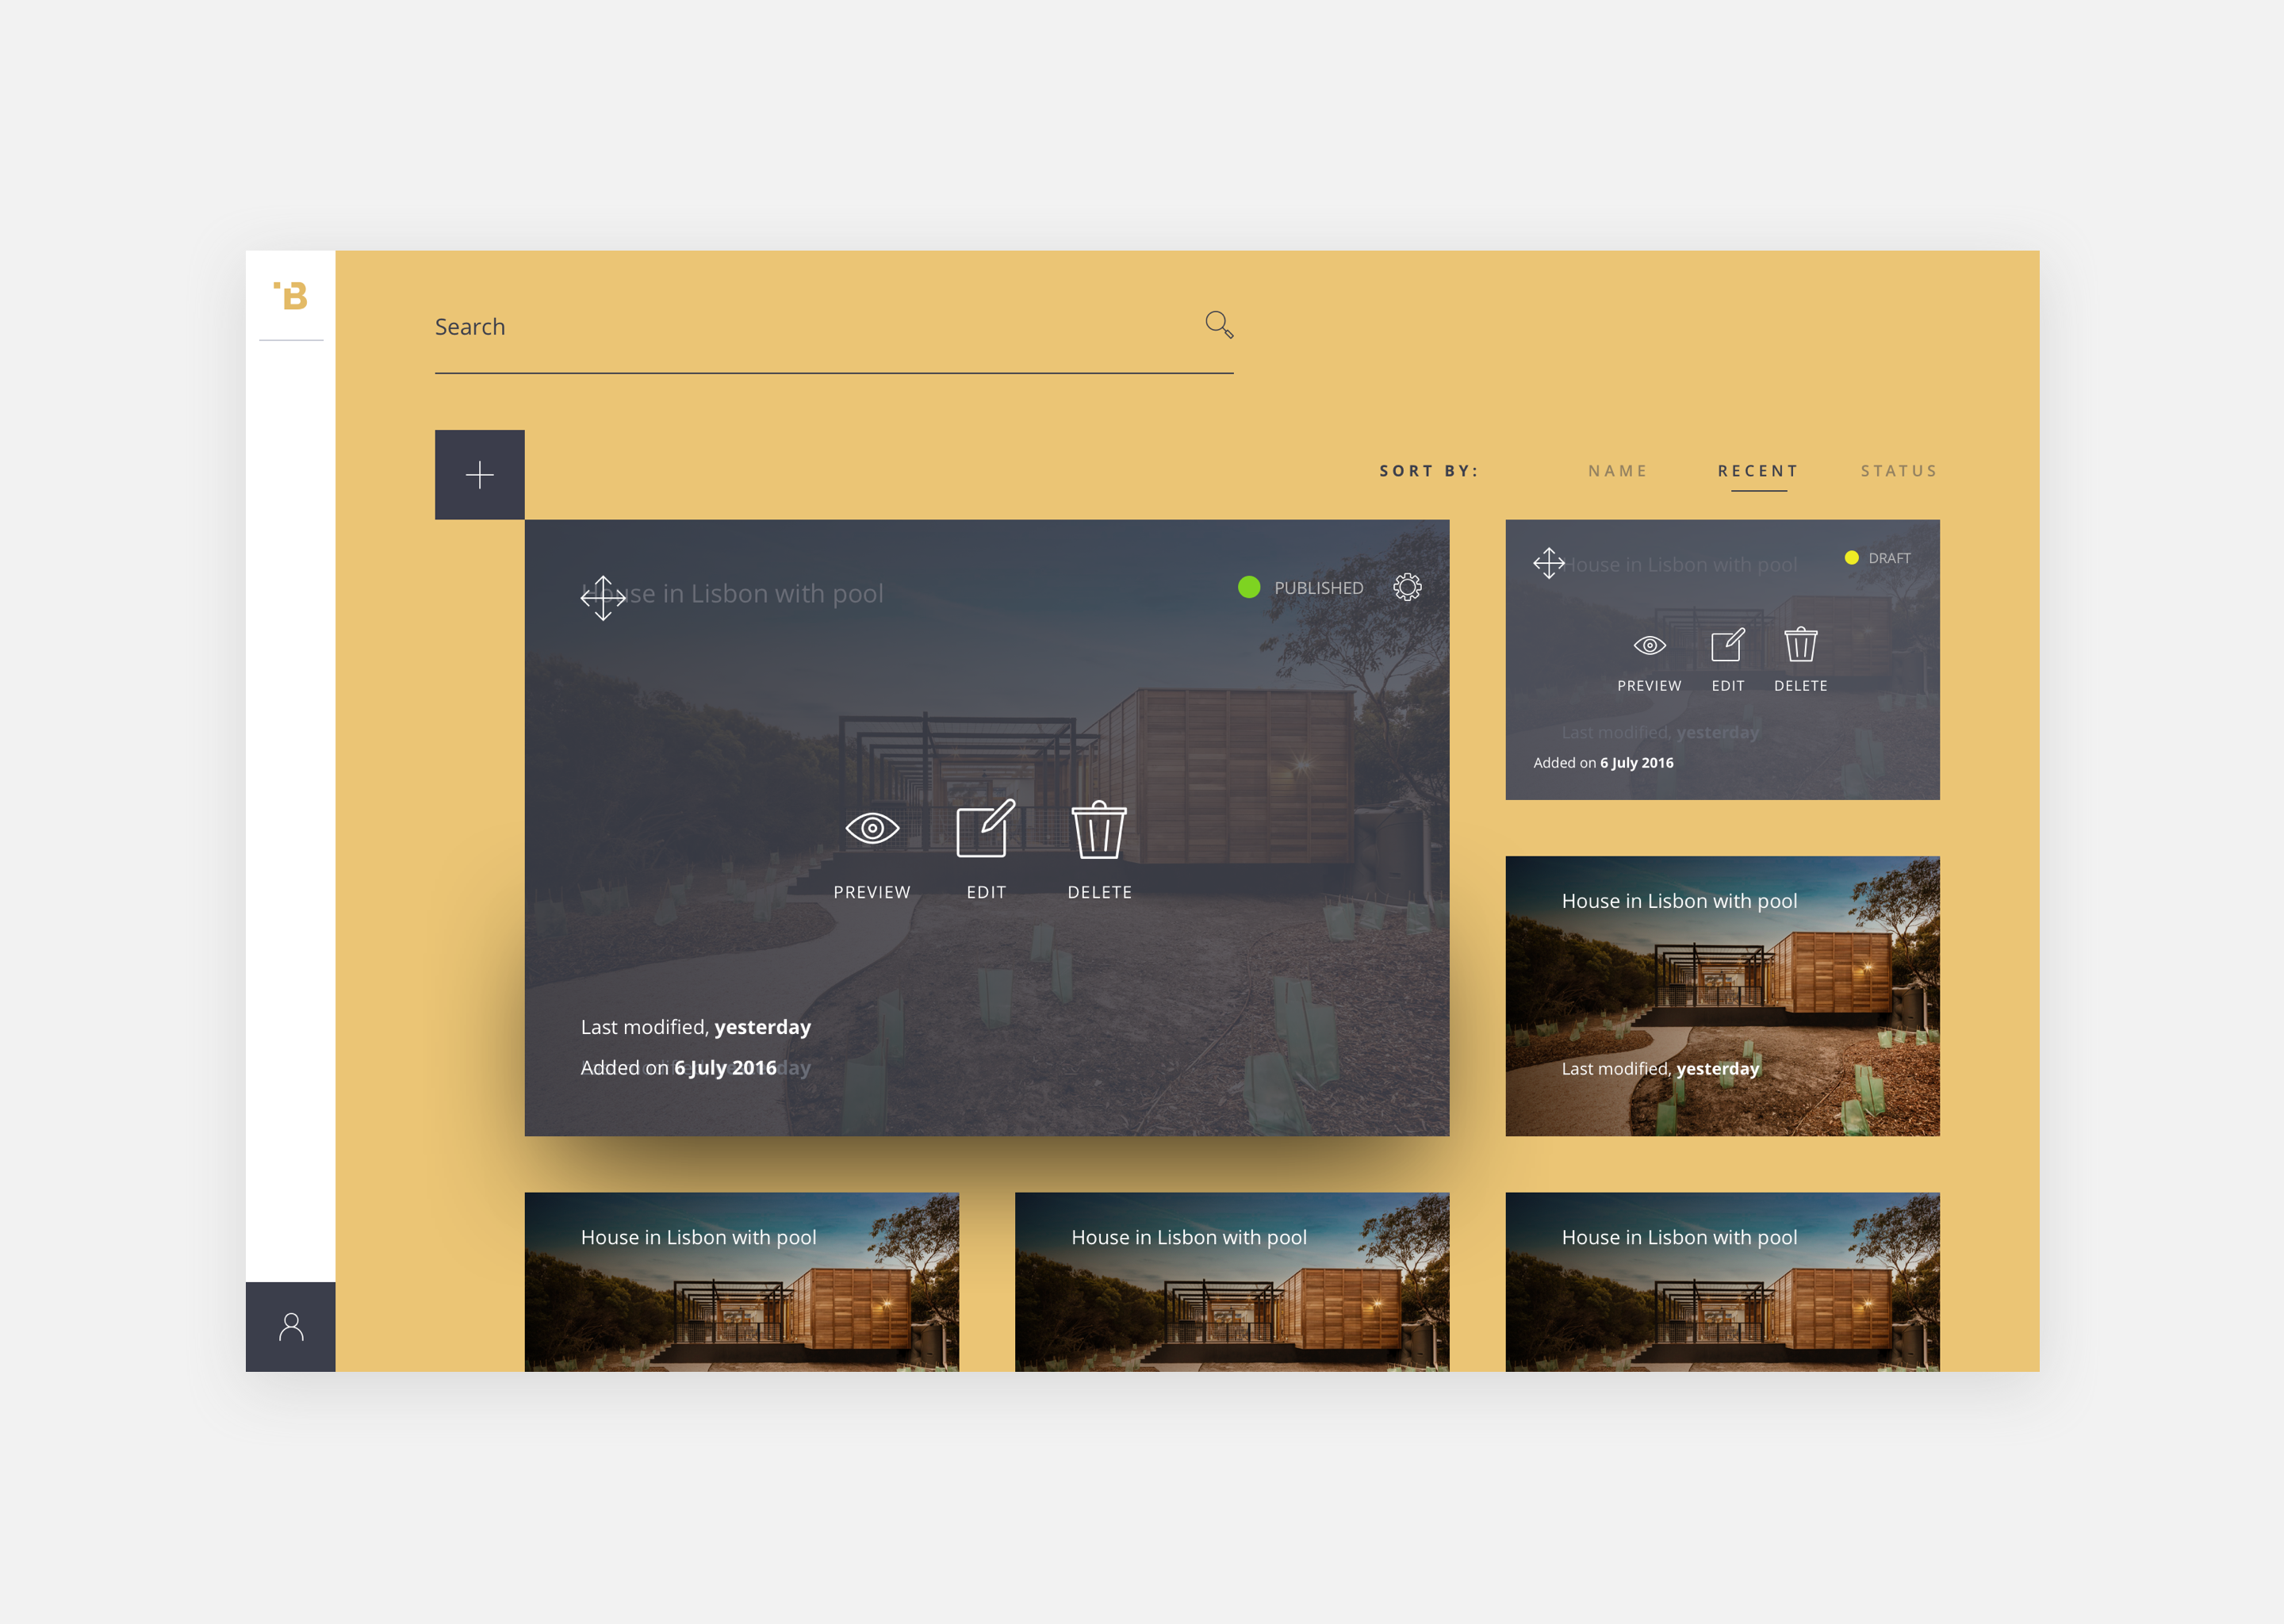 B
Search
SORT BY: NAME RECENT STATUS
House in Lisbon with pool
PUBLISHED
PREVIEW EDIT DELETE
Last modified, yesterday
Added on 6 July 2016
House in Lisbon with pool
DRAFT
PREVIEW EDIT DELETE
Last modified, yesterday
Added on 6 July 2016
House in Lisbon with pool
Last modified, yesterday
House in Lisbon with pool
House in Lisbon with pool
House in Lisbon with pool